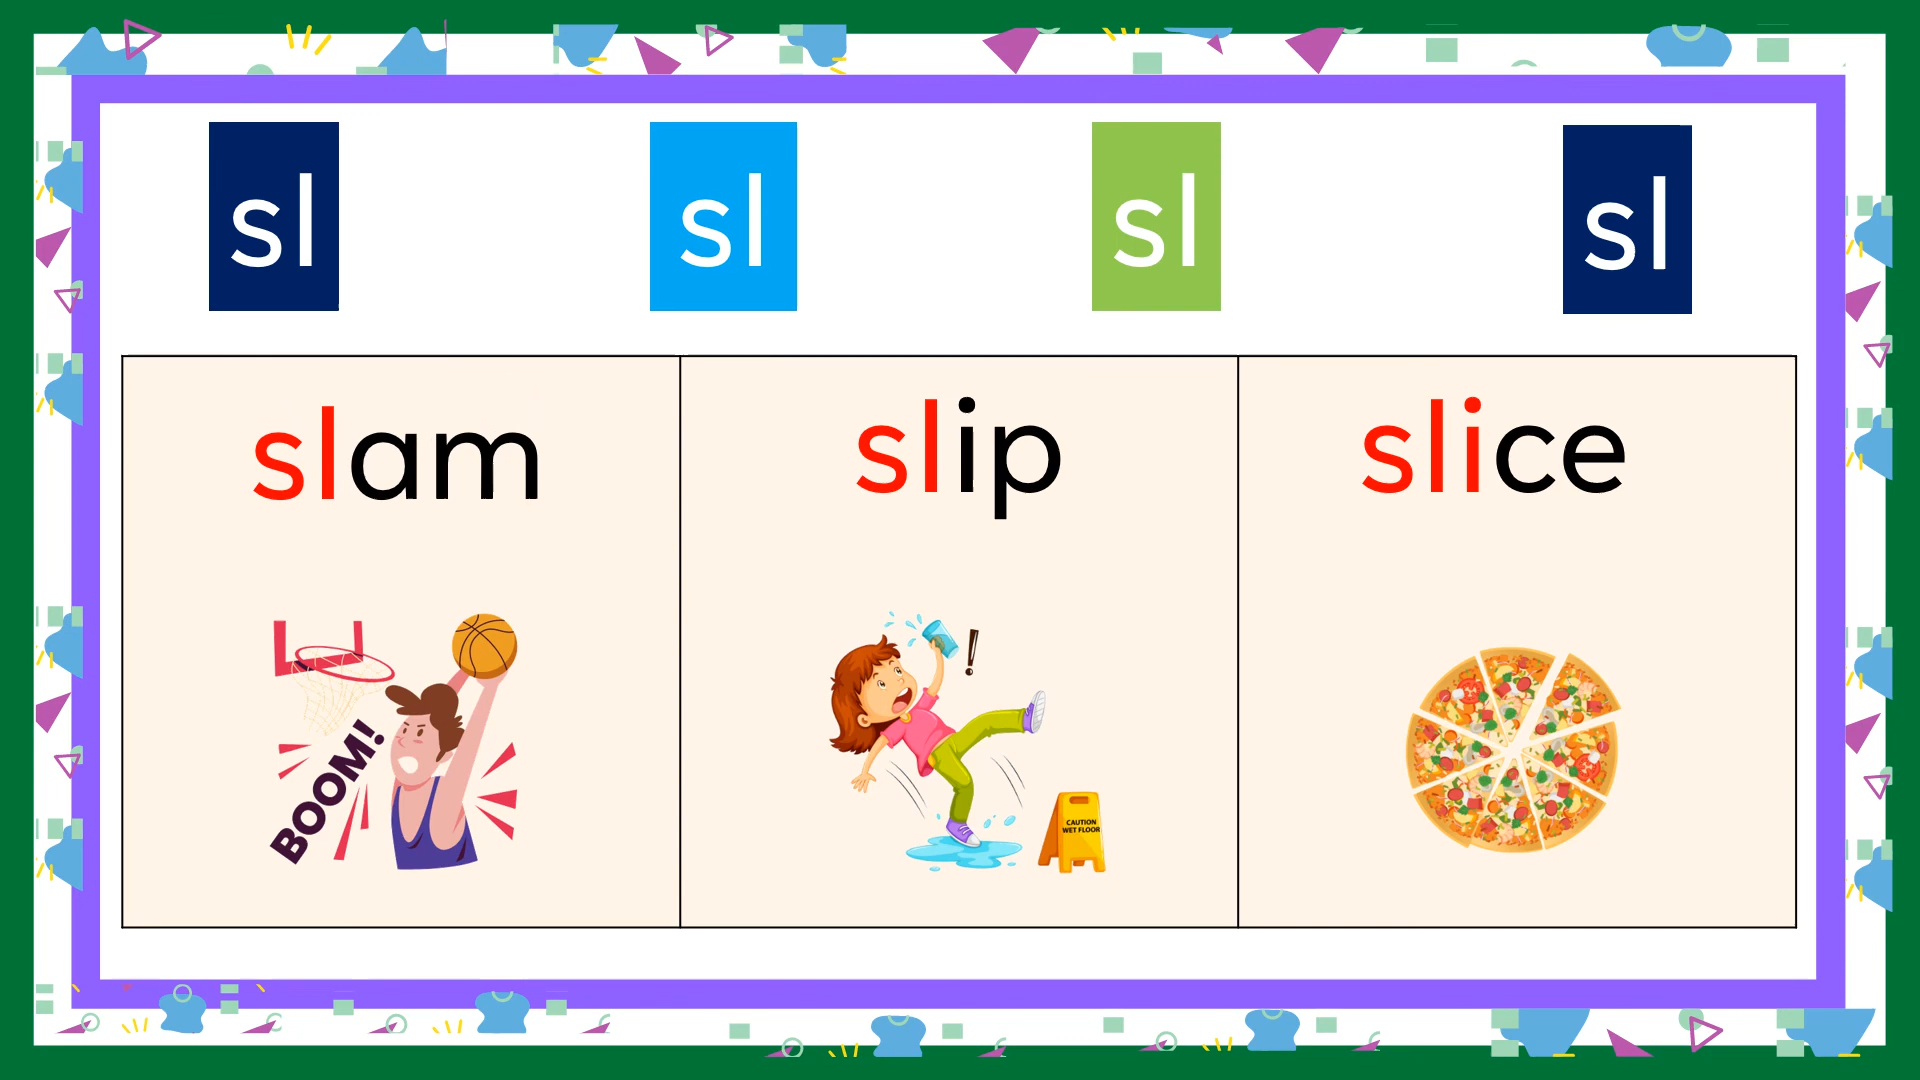 sl sl sl sl
slam slip slice
BOOM!
!
CAUTION
WET FLOOR